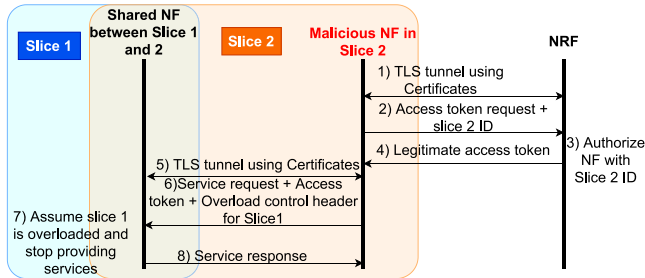 Shared NF
between Slice 1
and 2
Slice 1
Slice 2
Malicious NF in
Slice 2
NRF
1) TLS tunnel using
Certificates
2) Access token request +
slice 2 ID
3) Authorize
NF with
Slice 2 ID
4) Legitimate access token
5) TLS tunnel using Certificates
6)Service request + Access
token + Overload control header
for Slice1
7) Assume slice 1
is overloaded and
stop providing
services
8) Service response